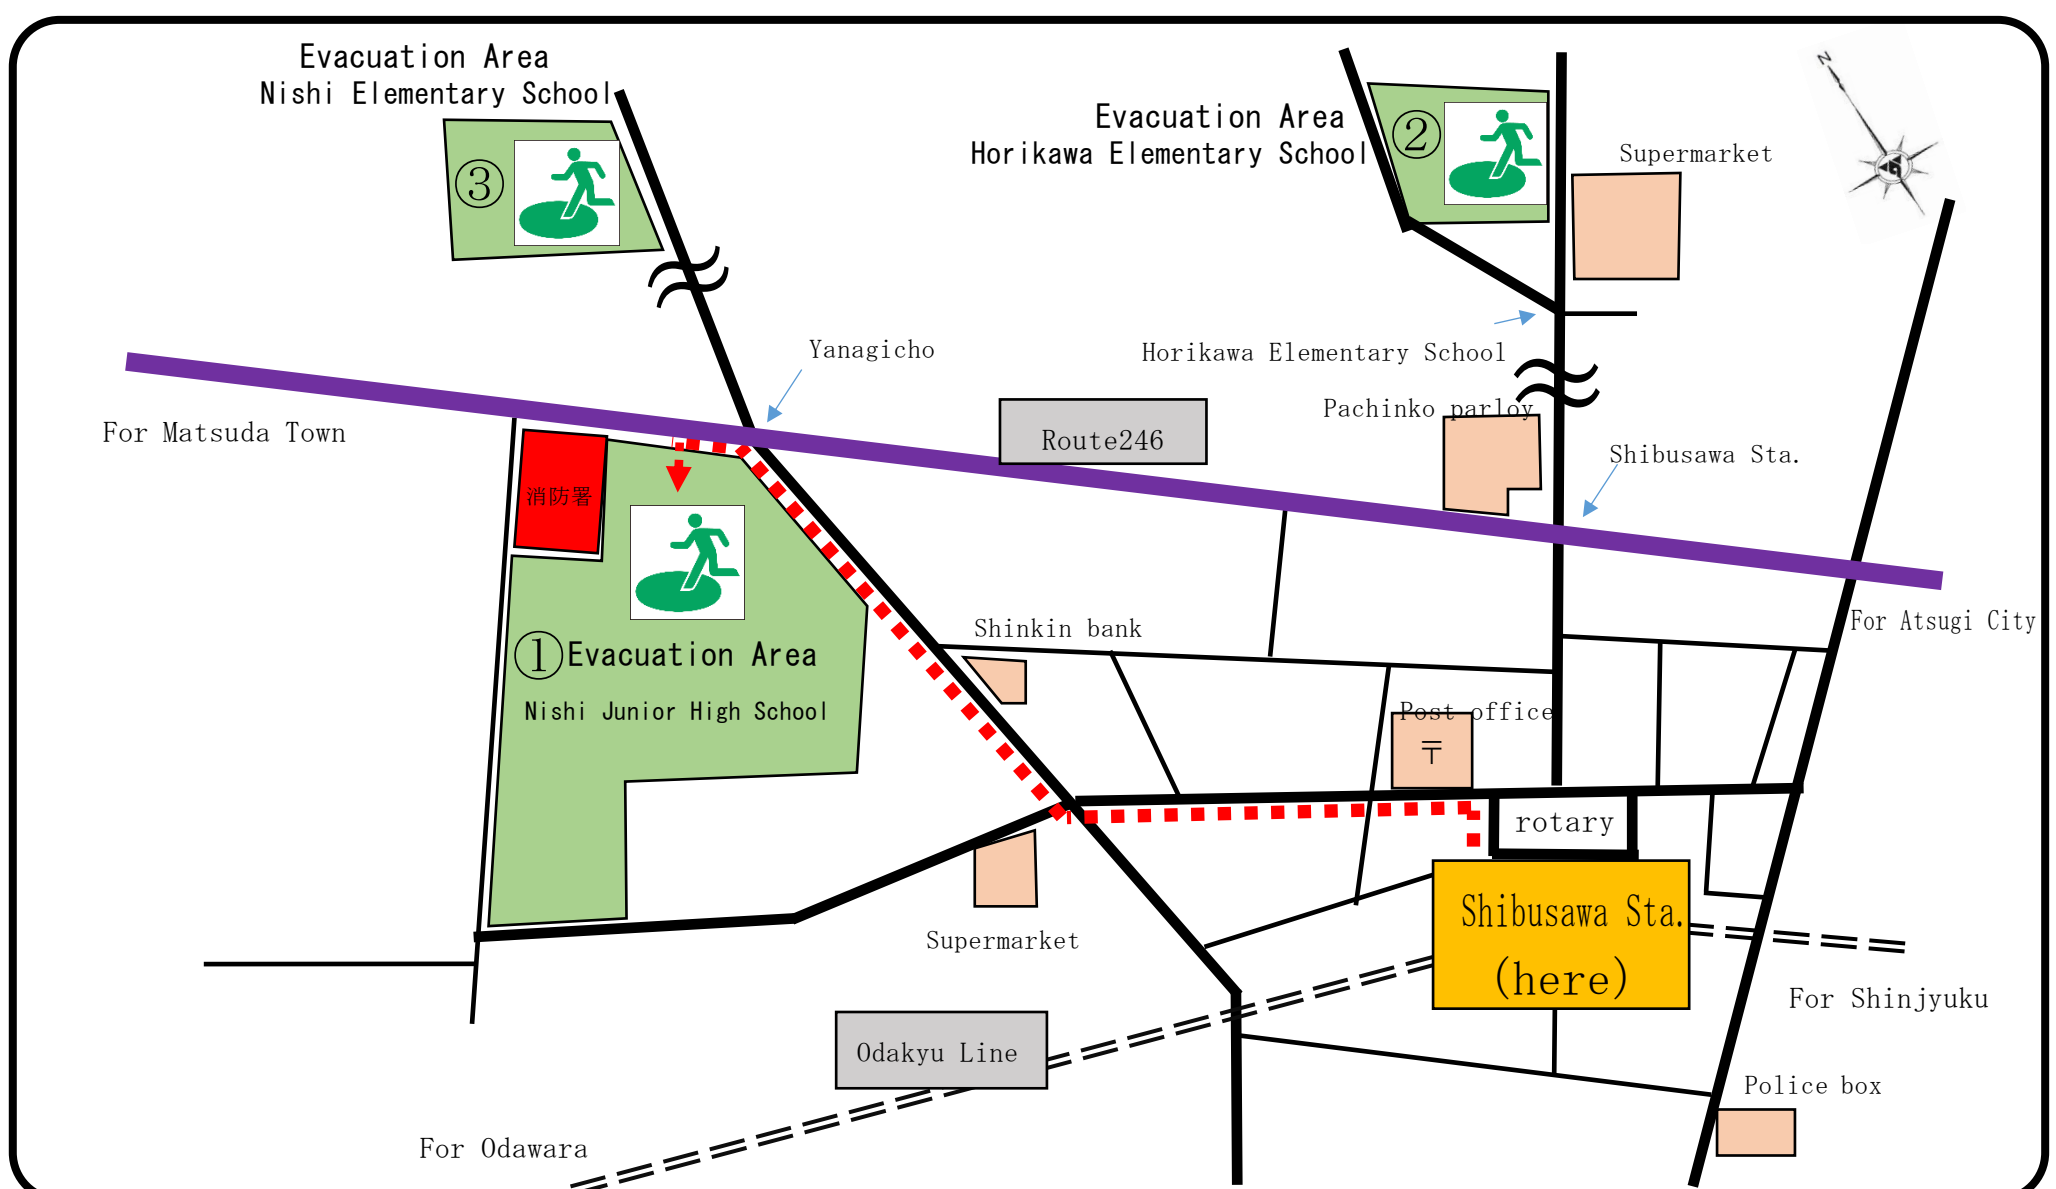 Evacuation Area
Nishi Elementary School
③
Evacuation Area
Horikawa Elementary School
②
Supermarket
N
Yanagicho
Horikawa Elementary School
Pachinko parloy
Shibusawa Sta.
Route246
For Matsuda Town
消防署
For Atsugi City
Shinkin bank
①Evacuation Area
Nishi Junior High School
Post office
〒
rotary
Shibusawa Sta.
(here)
Supermarket
For Shinjyuku
Odakyu Line
Police box
For Odawara